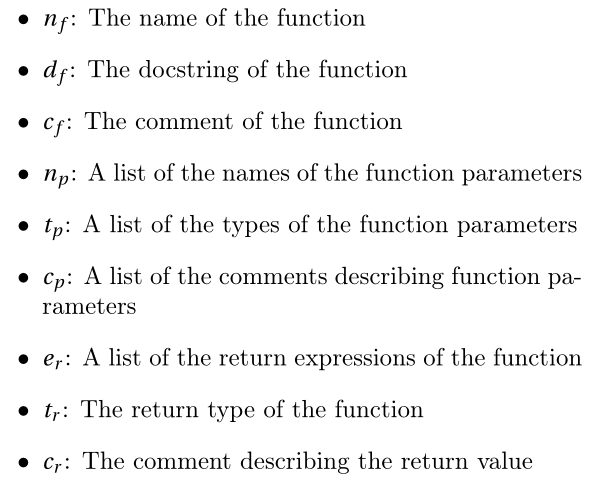 • n_f: The name of the function
• d_f: The docstring of the function
• c_f: The comment of the function
• n_p: A list of the names of the function parameters
• t_p: A list of the types of the function parameters
• c_p: A list of the comments describing function pa-
rameters
• e_r: A list of the return expressions of the function
• t_r: The return type of the function
• c_r: The comment describing the return value